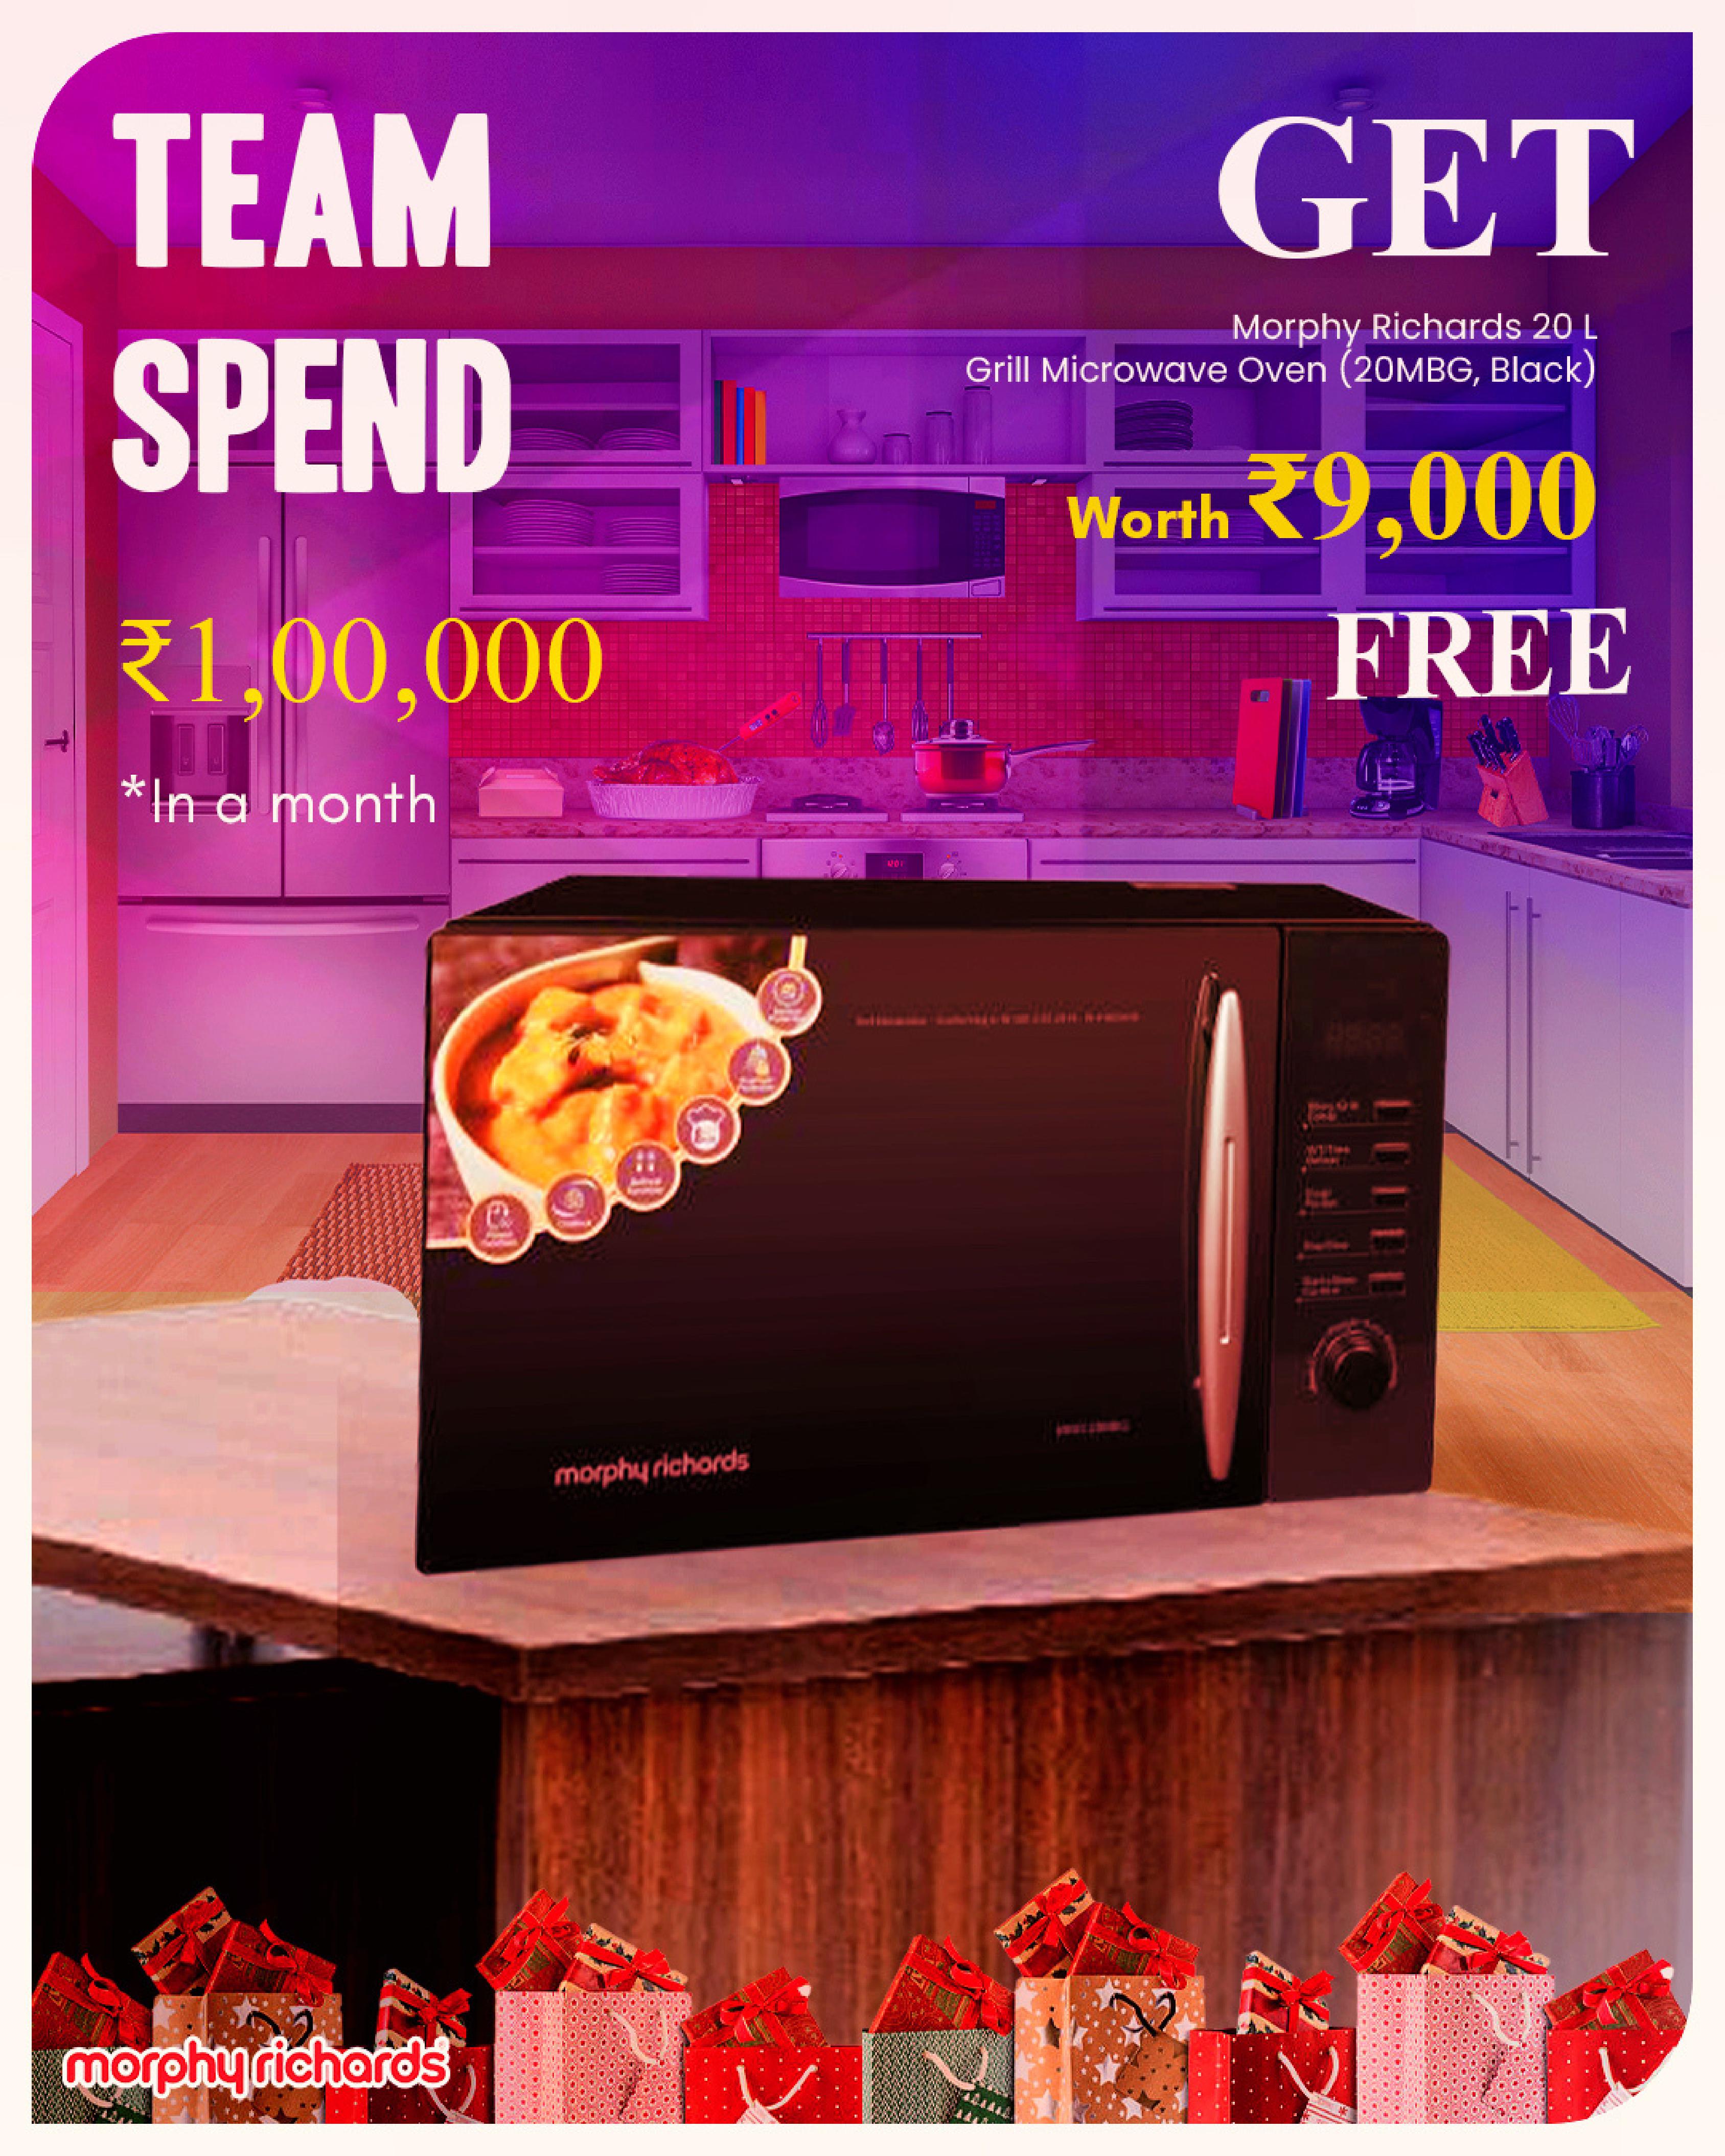 TEAM
SPEND
₹1,00,000
*In a month
GET
Morphy Richards 20 L
Grill Microwave Oven (20MBG, Black)
Worth ₹9,000
FREE
morphy richards
morphy richards